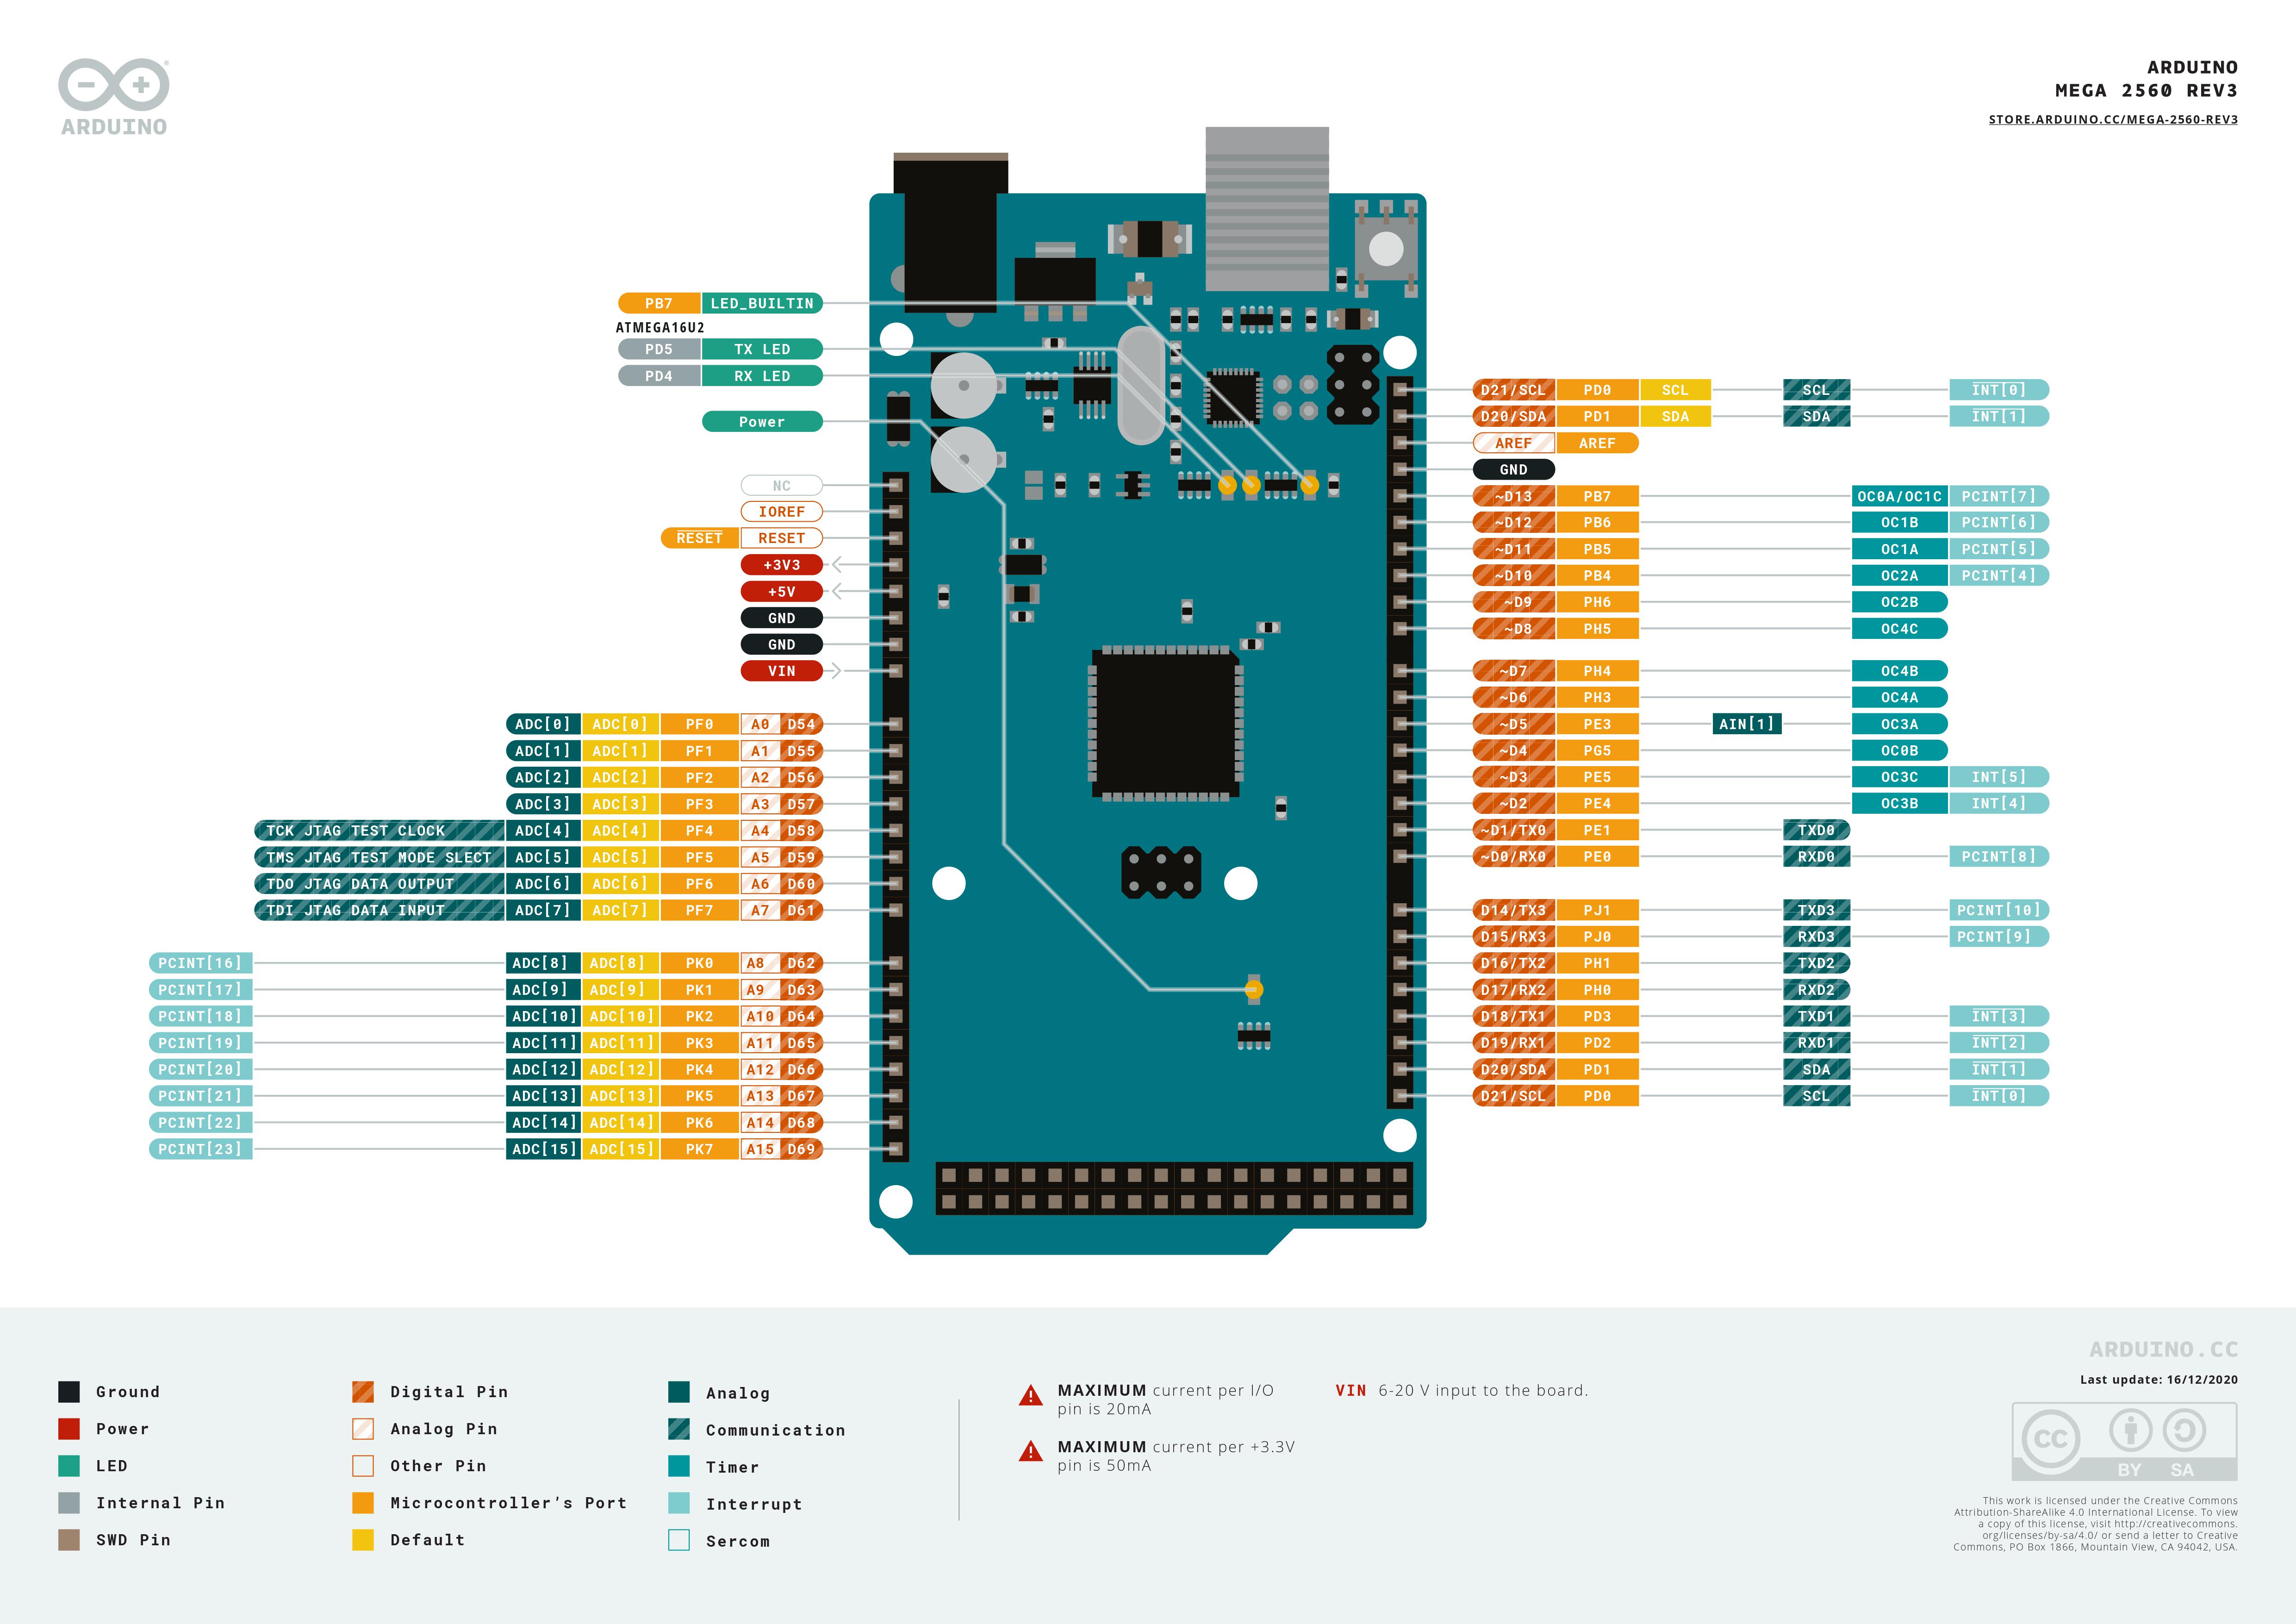 ARDUINO
ARDUINO
MEGA 2560 REV3
STORE.ARDUINO.CC/MEGA-2560-REV3
PB7 LED_BUILTIN
ATMEGA16U2
PD5 TX LED
PD4 RX LED
Power
NC
IOREF
RESET RESET
+3V3
+5V
GND
GND
VIN
ADC[0] ADC[0] PF0 A0 D54
ADC[1] ADC[1] PF1 A1 D55
ADC[2] ADC[2] PF2 A2 D56
ADC[3] ADC[3] PF3 A3 D57
TCK JTAG TEST CLOCK ADC[4] ADC[4] PF4 A4 D58
TMS JTAG TEST MODE SLECT ADC[5] ADC[5] PF5 A5 D59
TDO JTAG DATA OUTPUT ADC[6] ADC[6] PF6 A6 D60
TDI JTAG DATA INPUT ADC[7] ADC[7] PF7 A7 D61
PCINT[16] ADC[8] ADC[8] PK0 A8 D62
PCINT[17] ADC[9] ADC[9] PK1 A9 D63
PCINT[18] ADC[10] ADC[10] PK2 A10 D64
PCINT[19] ADC[11] ADC[11] PK3 A11 D65
PCINT[20] ADC[12] ADC[12] PK4 A12 D66
PCINT[21] ADC[13] ADC[13] PK5 A13 D67
PCINT[22] ADC[14] ADC[14] PK6 A14 D68
PCINT[23] ADC[15] ADC[15] PK7 A15 D69
D21/SCL PD0 SCL SCL INT[0]
D20/SDA PD1 SDA SDA INT[1]
AREF AREF
GND
~D13 PB7 OC0A/OC1C PCINT[7]
~D12 PB6 OC1B PCINT[6]
~D11 PB5 OC1A PCINT[5]
~D10 PB4 OC2A PCINT[4]
~D9 PH6 OC2B
~D8 PH5 OC4C
~D7 PH4 OC4B
~D6 PH3 OC4A
~D5 PE3 AIN[1] OC3A
~D4 PG5 OC0B
~D3 PE5 OC3C INT[5]
~D2 PE4 OC3B INT[4]
~D1/TX0 PE1 TXD0
~D0/RX0 PE0 RXD0 PCINT[8]
D14/TX3 PJ1 TXD3 PCINT[10]
D15/RX3 PJ0 RXD3 PCINT[9]
D16/TX2 PH1 TXD2
D17/RX2 PH0 RXD2
D18/TX1 PD3 TXD1 INT[3]
D19/RX1 PD2 RXD1 INT[2]
D20/SDA PD1 SDA INT[1]
D21/SCL PD0 SCL INT[0]
Ground
Power
LED
Internal Pin
SWD Pin
Digital Pin
Analog Pin
Other Pin
Microcontroller's Port
Default
Analog
Communication
Timer
Interrupt
Sercom
MAXIMUM current per I/O
pin is 20mA
MAXIMUM current per +3.3V
pin is 50mA
VIN 6-20 V input to the board.
ARDUINO.CC
Last update: 16/12/2020
CC
BY SA
This work is licensed under the Creative Commons
Attribution-ShareAlike 4.0 International License. To view
a copy of this license, visit http://creativecommons.
org/licenses/by-sa/4.0/ or send a letter to Creative
Commons, PO Box 1866, Mountain View, CA 94042, USA.